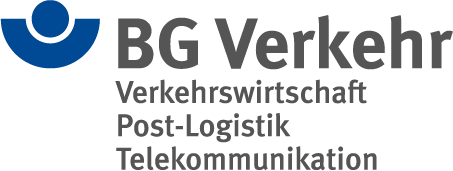 BG Verkehr
Verkehrswirtschaft
Post-Logistik
Telekommunikation